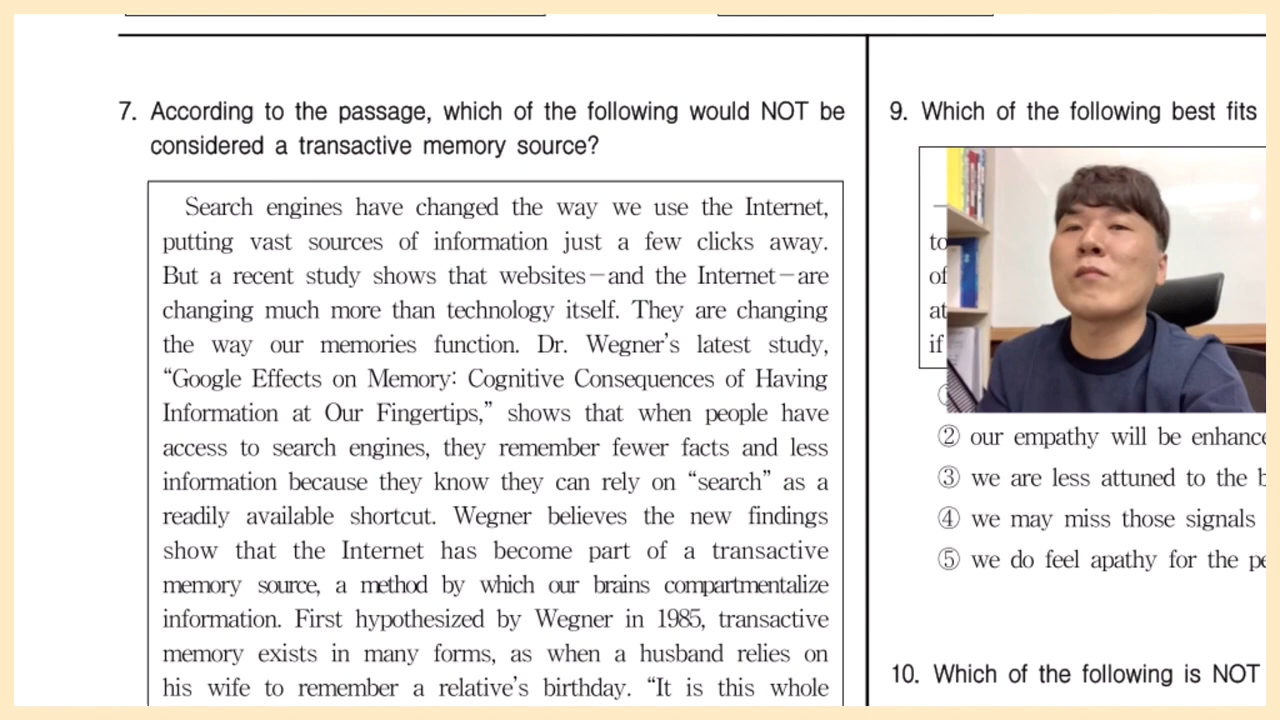 7. According to the passage, which of the following would NOT be
considered a transactive memory source?
Search engines have changed the way we use the Internet,
putting vast sources of information just a few clicks away.
But a recent study shows that websites－and the Internet－are
changing much more than technology itself. They are changing
the way our memories function. Dr. Wegner's latest study,
“Google Effects on Memory: Cognitive Consequences of Having
Information at Our Fingertips,” shows that when people have
access to search engines, they remember fewer facts and less
information because they know they can rely on “search” as a
readily available shortcut. Wegner believes the new findings
show that the Internet has become part of a transactive
memory source, a method by which our brains compartmentalize
information. First hypothesized by Wegner in 1985, transactive
memory exists in many forms, as when a husband relies on
his wife to remember a relative's birthday. “It is this whole
9. Which of the following best fits
to
of
at
if
② our empathy will be enhance
③ we are less attuned to the
④ we may miss those signals
⑤ we do feel apathy for the
10. Which of the following is NOT